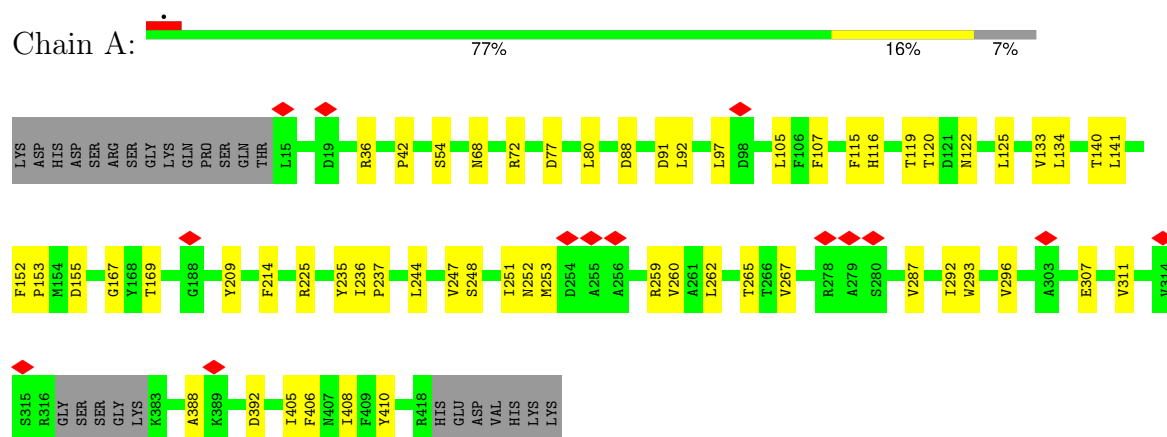 Chain A:
77% 16% 7%
LYS ASP HIS ASP SER ARG SER GLY LYS GLN PRO SER GLN THR L15 D19 R36 P42 S54 N68 R72 D77 L80 D88 D91 L92 L97 D98 L105 F106 F107 F115 H116 T119 T120 D121 N122 L125 V133 L134 T140 L141
F152 P153 M154 D155 G167 Y168 T169 G188 Y209 F214 R225 Y235 I236 P237 L244 V247 S248 I251 N252 M253 D254 A255 A256 R259 V260 A261 L262 T265 T266 V267 R278 A279 S280 V287 I292 W293 V296 A303 E307 V311 V314
S315 R316 GLY SER SER GLY LYS K383 A388 K389 D392 I405 F406 N407 I408 F409 Y410 R418 HIS GLU ASP VAL HIS LYS LYS